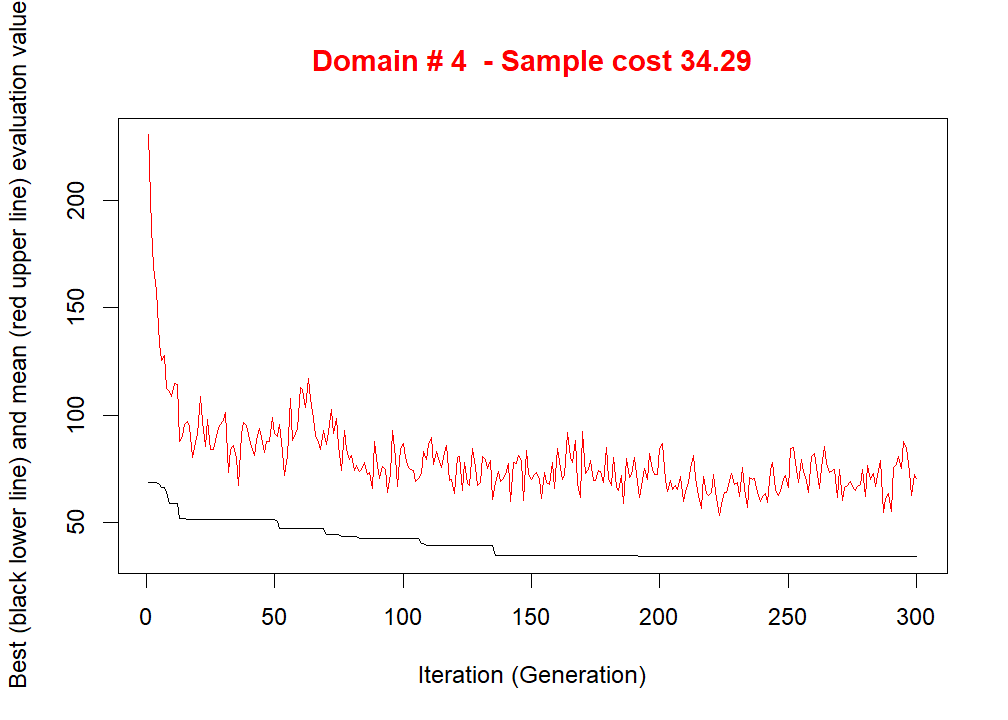 Domain # 4  - Sample cost 34.29
Best (black lower line) and mean (red upper line) evaluation value
200
150
100
50
0 50 100 150 200 250 300
Iteration (Generation)